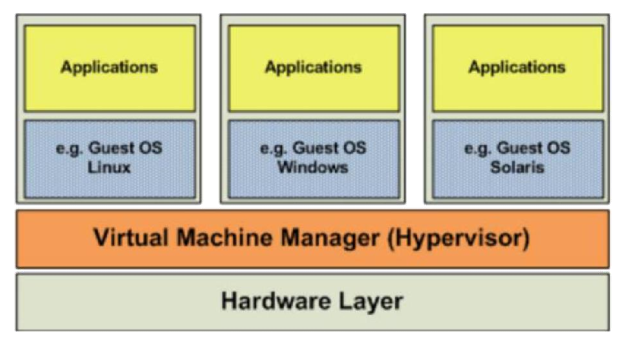 Applications
Applications
Applications
e.g. Guest OS
Linux
e.g. Guest OS
Windows
e.g. Guest OS
Solaris
Virtual Machine Manager (Hypervisor)
Hardware Layer